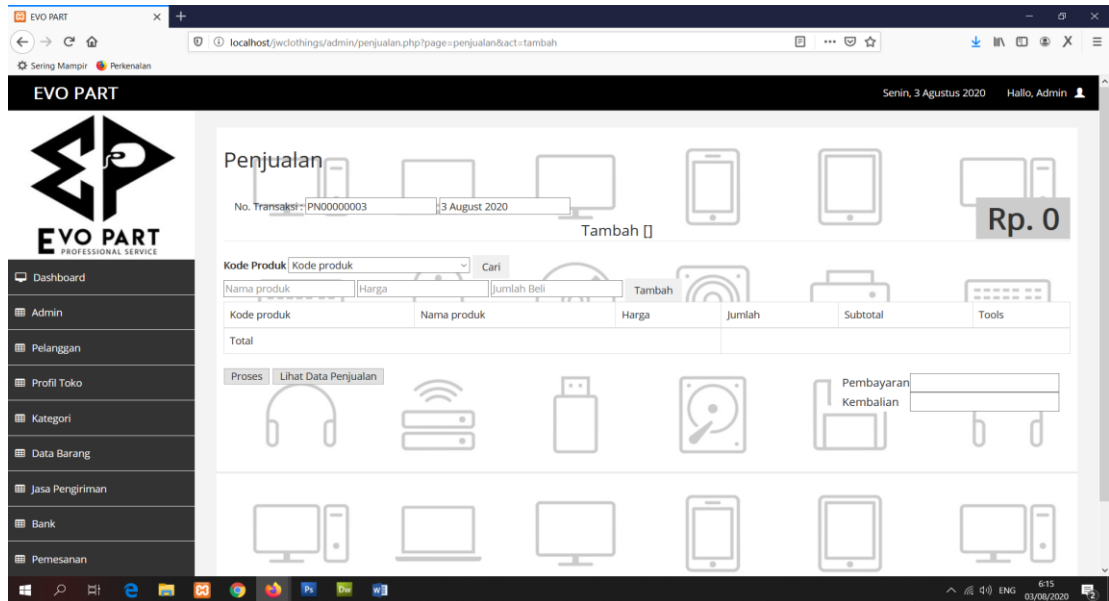 EVO PART
localhost/jwclothings/admin/penjualan.php?page=penjualan&act=tambah
Sering Mampir Perkenalan
EVO PART Senin, 3 Agustus 2020 Hallo, Admin
EP
EVO PART
PROFESSIONAL SERVICE
Dashboard
Admin
Pelanggan
Profil Toko
Kategori
Data Barang
Jasa Pengiriman
Bank
Pemesanan
Penjualan
No. Transaksi : PN00000003 3 August 2020
Rp. 0
Tambah []
Kode Produk Kode produk Cari
Nama produk Harga Jumlah Beli Tambah
Kode produk Nama produk Harga Jumlah Subtotal Tools
Total
Proses Lihat Data Penjualan
Pembayaran
Kembalian
Ps Dw W
ENG 6:15
03/08/2020
2